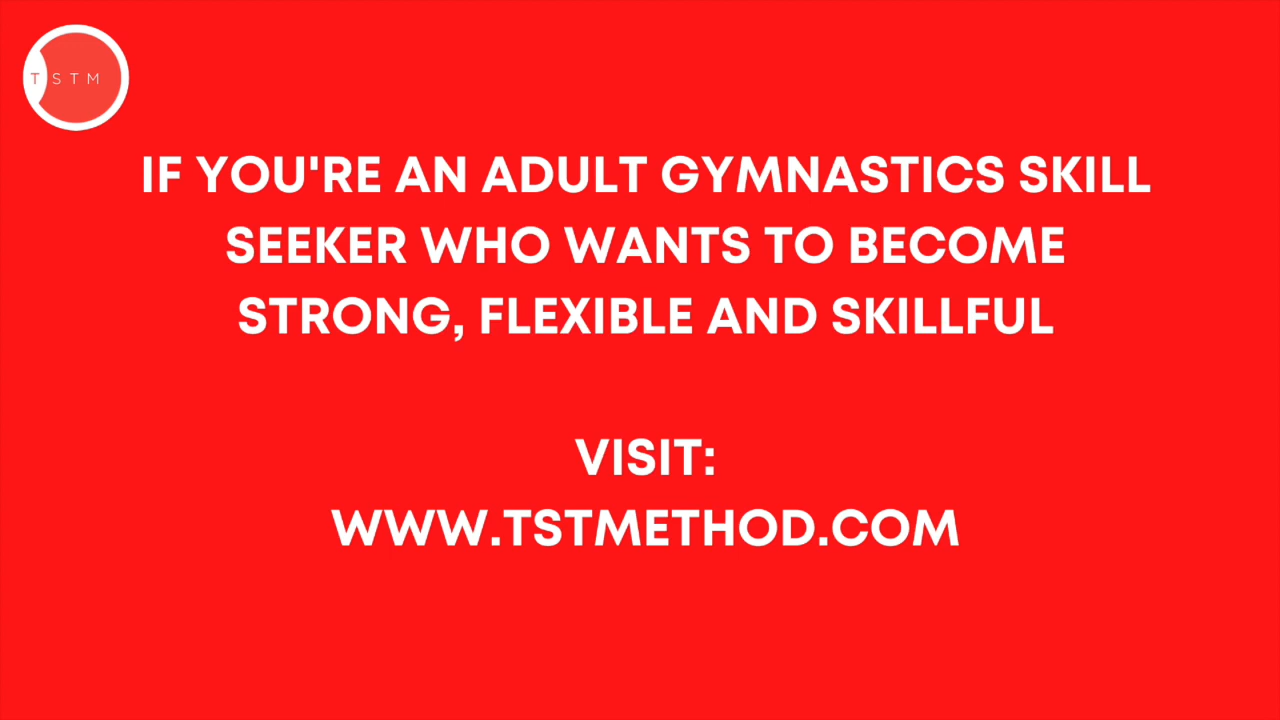 TSTM
IF YOU'RE AN ADULT GYMNASTICS SKILL
SEEKER WHO WANTS TO BECOME
STRONG, FLEXIBLE AND SKILLFUL
VISIT:
WWW.TSTMETHOD.COM